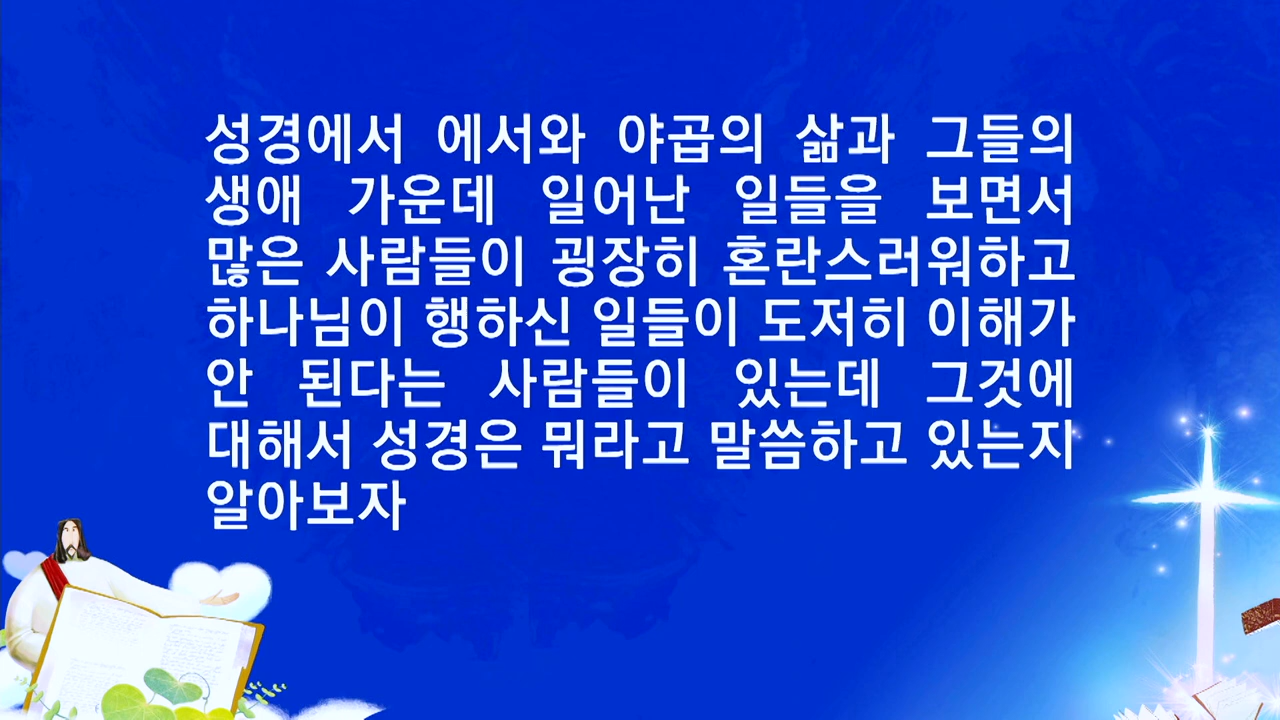 성경에서 에서와 야곱의 삶과 그들의
생애 가운데 일어난 일들을 보면서
많은 사람들이 굉장히 혼란스러워하고
하나님이 행하신 일들이 도저히 이해가
안 된다는 사람들이 있는데 그것에
대해서 성경은 뭐라고 말씀하고 있는지
알아보자